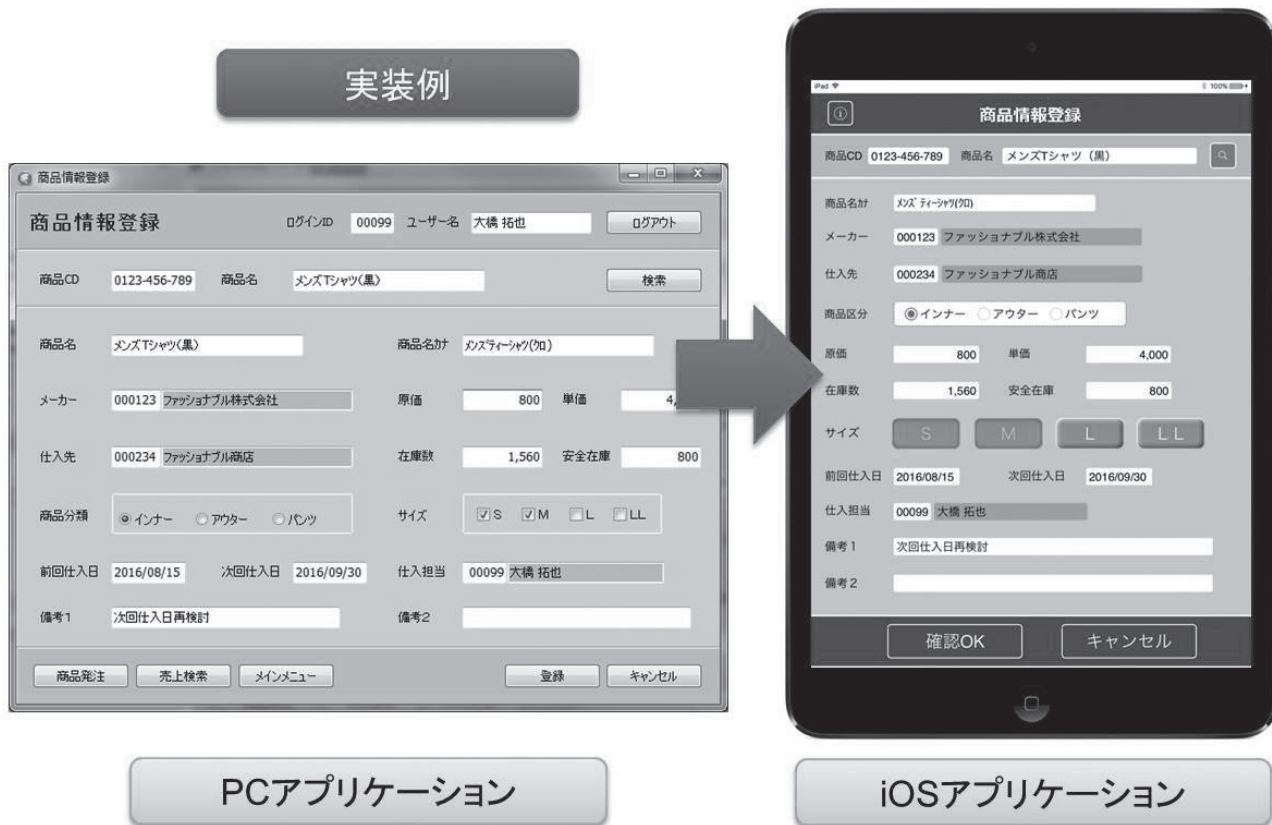 実装例
商品情報登録
商品情報登録 ログインID 00099 ユーザー名 大橋 拓也 ログアウト
商品CD 0123-456-789 商品名 メンズTシャツ(黒) 検索
商品名 メンズTシャツ(黒) 商品名カナ メンズティーシャツ(クロ)
メーカー 000123 ファッショナブル株式会社 原価 800 単価 4,
仕入先 000234 ファッショナブル商店 在庫数 1,560 安全在庫 800
商品分類 インナー アウター パンツ サイズ S M L LL
前回仕入日 2016/08/15 次回仕入日 2016/09/30 仕入担当 00099 大橋 拓也
備考1 次回仕入日再検討 備考2
商品発注 売上検索 メインメニュー 登録 キャンセル
PCアプリケーション
iPad 100%
商品情報登録
商品CD 0123-456-789 商品名 メンズTシャツ(黒)
商品名カナ メンズ ティーシャツ(クロ)
メーカー 000123 ファッショナブル株式会社
仕入先 000234 ファッショナブル商店
商品区分 インナー アウター パンツ
原価 800 単価 4,000
在庫数 1,560 安全在庫 800
サイズ S M L LL
前回仕入日 2016/08/15 次回仕入日 2016/09/30
仕入担当 00099 大橋 拓也
備考1 次回仕入日再検討
備考2
確認OK キャンセル
iOSアプリケーション